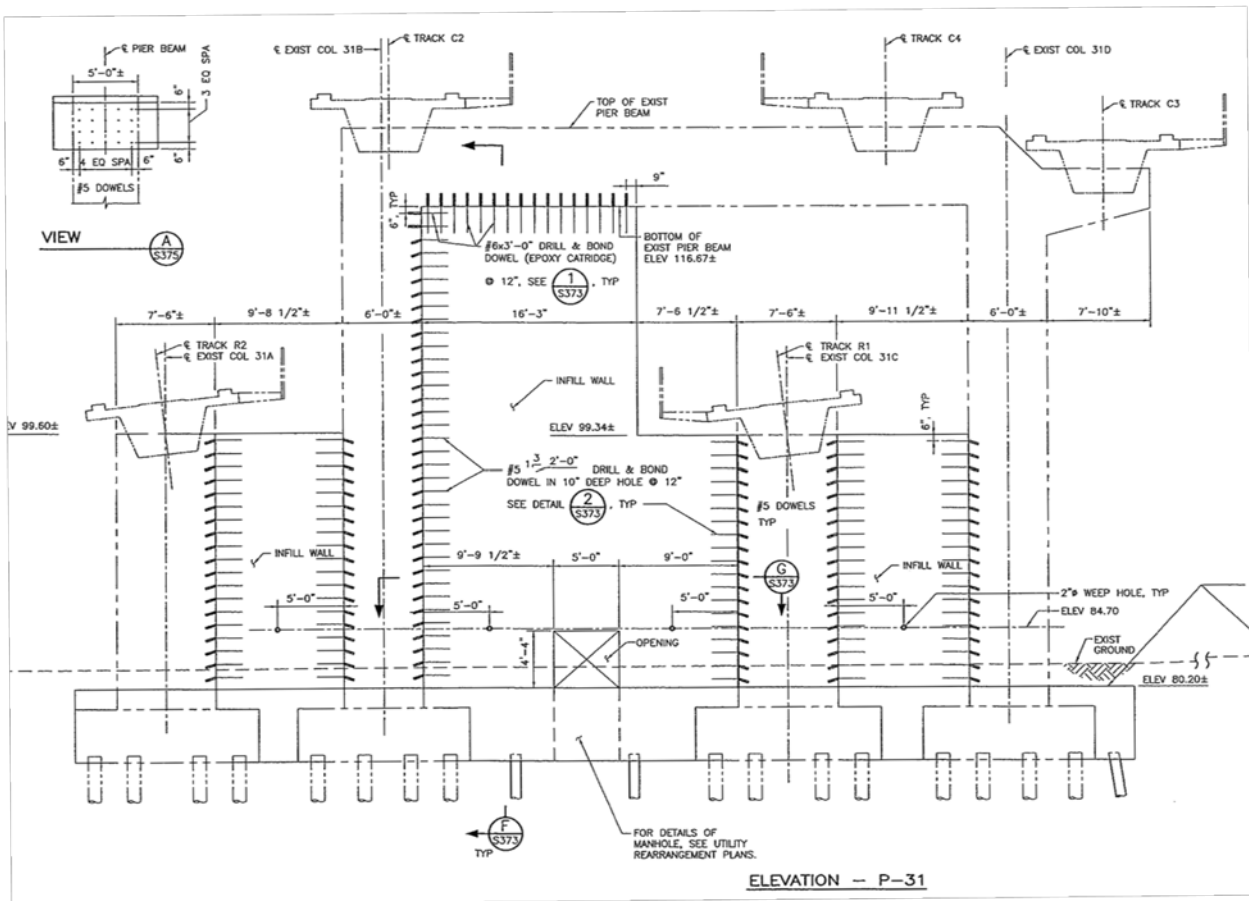 ℄ PIER BEAM
5'-0"±
6"
3 EQ SPA
6"
6"
4 EQ SPA
6"
#5 DOWELS
VIEW
A
S375
℄ EXIST COL 31B
℄ TRACK C2
℄ TRACK C4
℄ EXIST COL 31D
℄ TRACK C3
TOP OF EXIST
PIER BEAM
9"
6", TYP
#6x3'-0" DRILL & BOND
DOWEL (EPOXY CATRIDGE)
@ 12", SEE 1 S373 , TYP
BOTTOM OF
EXIST PIER BEAM
ELEV 116.67±
7'-6"±
9'-8 1/2"±
6'-0"±
16'-3"
7'-6 1/2"±
7'-6"±
9'-11 1/2"±
6'-0"±
7'-10"±
℄ TRACK R2
℄ EXIST COL 31A
℄ TRACK R1
℄ EXIST COL 31C
INFILL WALL
EV 99.60±
ELEV 99.34±
6", TYP
#5 2'-0" DRILL & BOND
DOWEL IN 10" DEEP HOLE @ 12"
SEE DETAIL 2 S373 , TYP
#5 DOWELS
TYP
INFILL WALL
9'-9 1/2"±
5'-0"
9'-0"
G
S373
INFILL WALL
5'-0"
5'-0"
5'-0"
5'-0"
2"ø WEEP HOLE, TYP
ELEV 84.70
4'-4"
OPENING
EXIST
GROUND
ELEV 80.20±
F
S373
TYP
FOR DETAILS OF
MANHOLE, SEE UTILITY
REARRANGEMENT PLANS.
ELEVATION — P-31